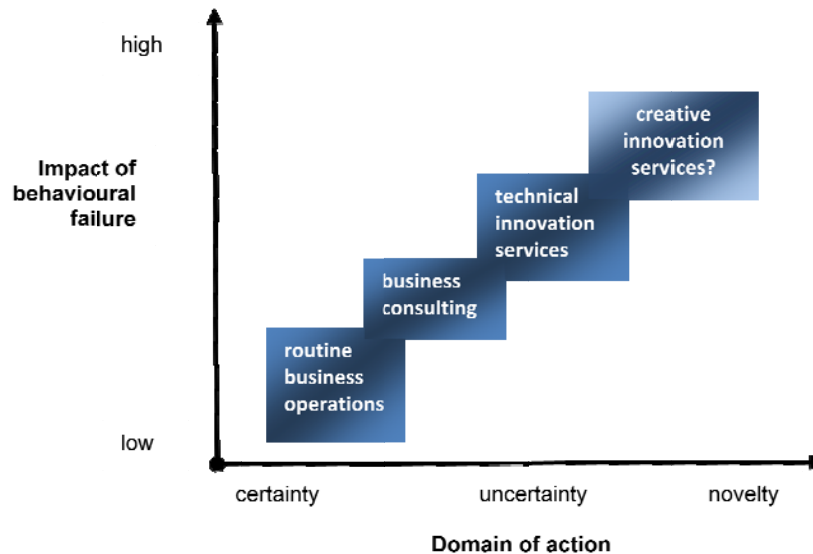 high
creative
innovation
services?
Impact of
behavioural
failure
technical
innovation
services
business
consulting
routine
business
operations
low
certainty
uncertainty
novelty
Domain of action